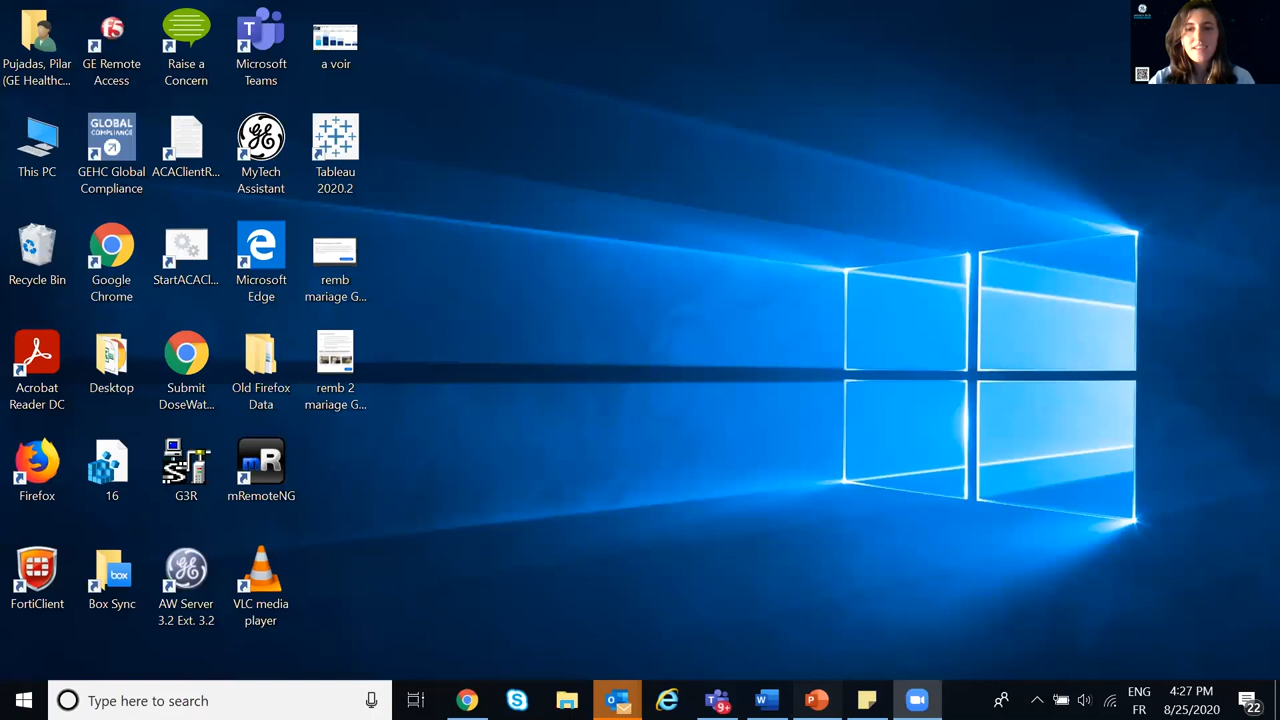 Pujadas, Pilar
(GE Healthc...
GE Remote
Access
Raise a
Concern
Microsoft
Teams
a voir
This PC
GLOBAL
COMPLIANCE
GEHC Global
Compliance
ACAClientR...
MyTech
Assistant
Tableau
2020.2
Recycle Bin
Google
Chrome
StartACACl...
Microsoft
Edge
remb
mariage G...
Acrobat
Reader DC
Desktop
Submit
DoseWat...
Old Firefox
Data
remb 2
mariage G...
Firefox
16
G3R
mR
mRemoteNG
FortiClient
box
Box Sync
AW Server
3.2 Ext. 3.2
VLC media
player
Type here to search
9+
ENG
FR
4:27 PM
8/25/2020
22